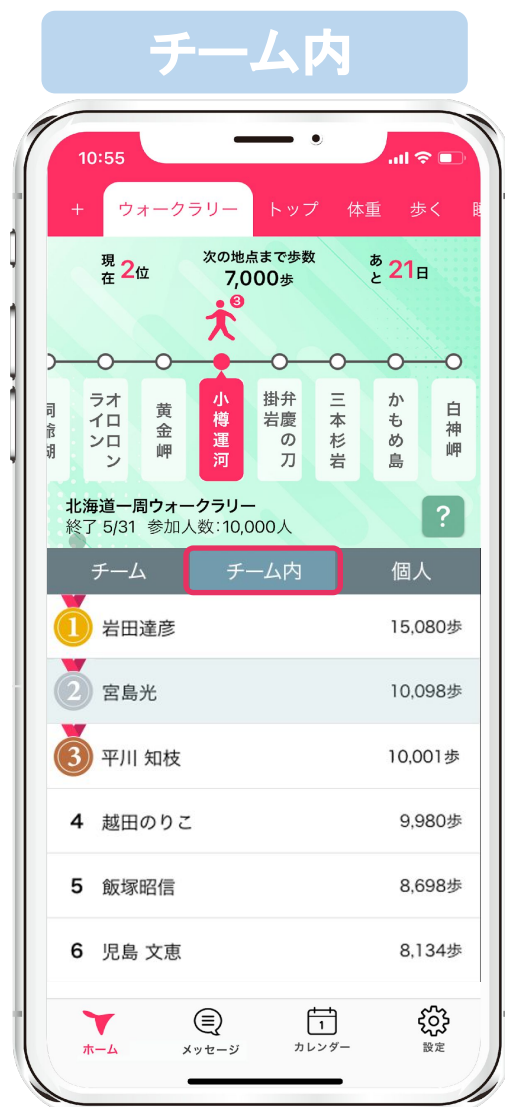 チーム内
10:55
+ ウォークラリー トップ 体重 歩く
現在 2位
次の地点まで歩数
7,000歩
あと 21日
3
オロロンライン
黄金岬
小樽運河
弁慶の刀掛岩
三本杉岩
かもめ島
白神岬
北海道一周ウォークラリー
終了 5/31 参加人数:10,000人
?
チーム チーム内 個人
1 岩田達彦 15,080歩
2 宮島光 10,098歩
3 平川 知枝 10,001歩
4 越田のりこ 9,980歩
5 飯塚昭信 8,698歩
6 児島 文恵 8,134歩
1
ホーム メッセージ カレンダー 設定